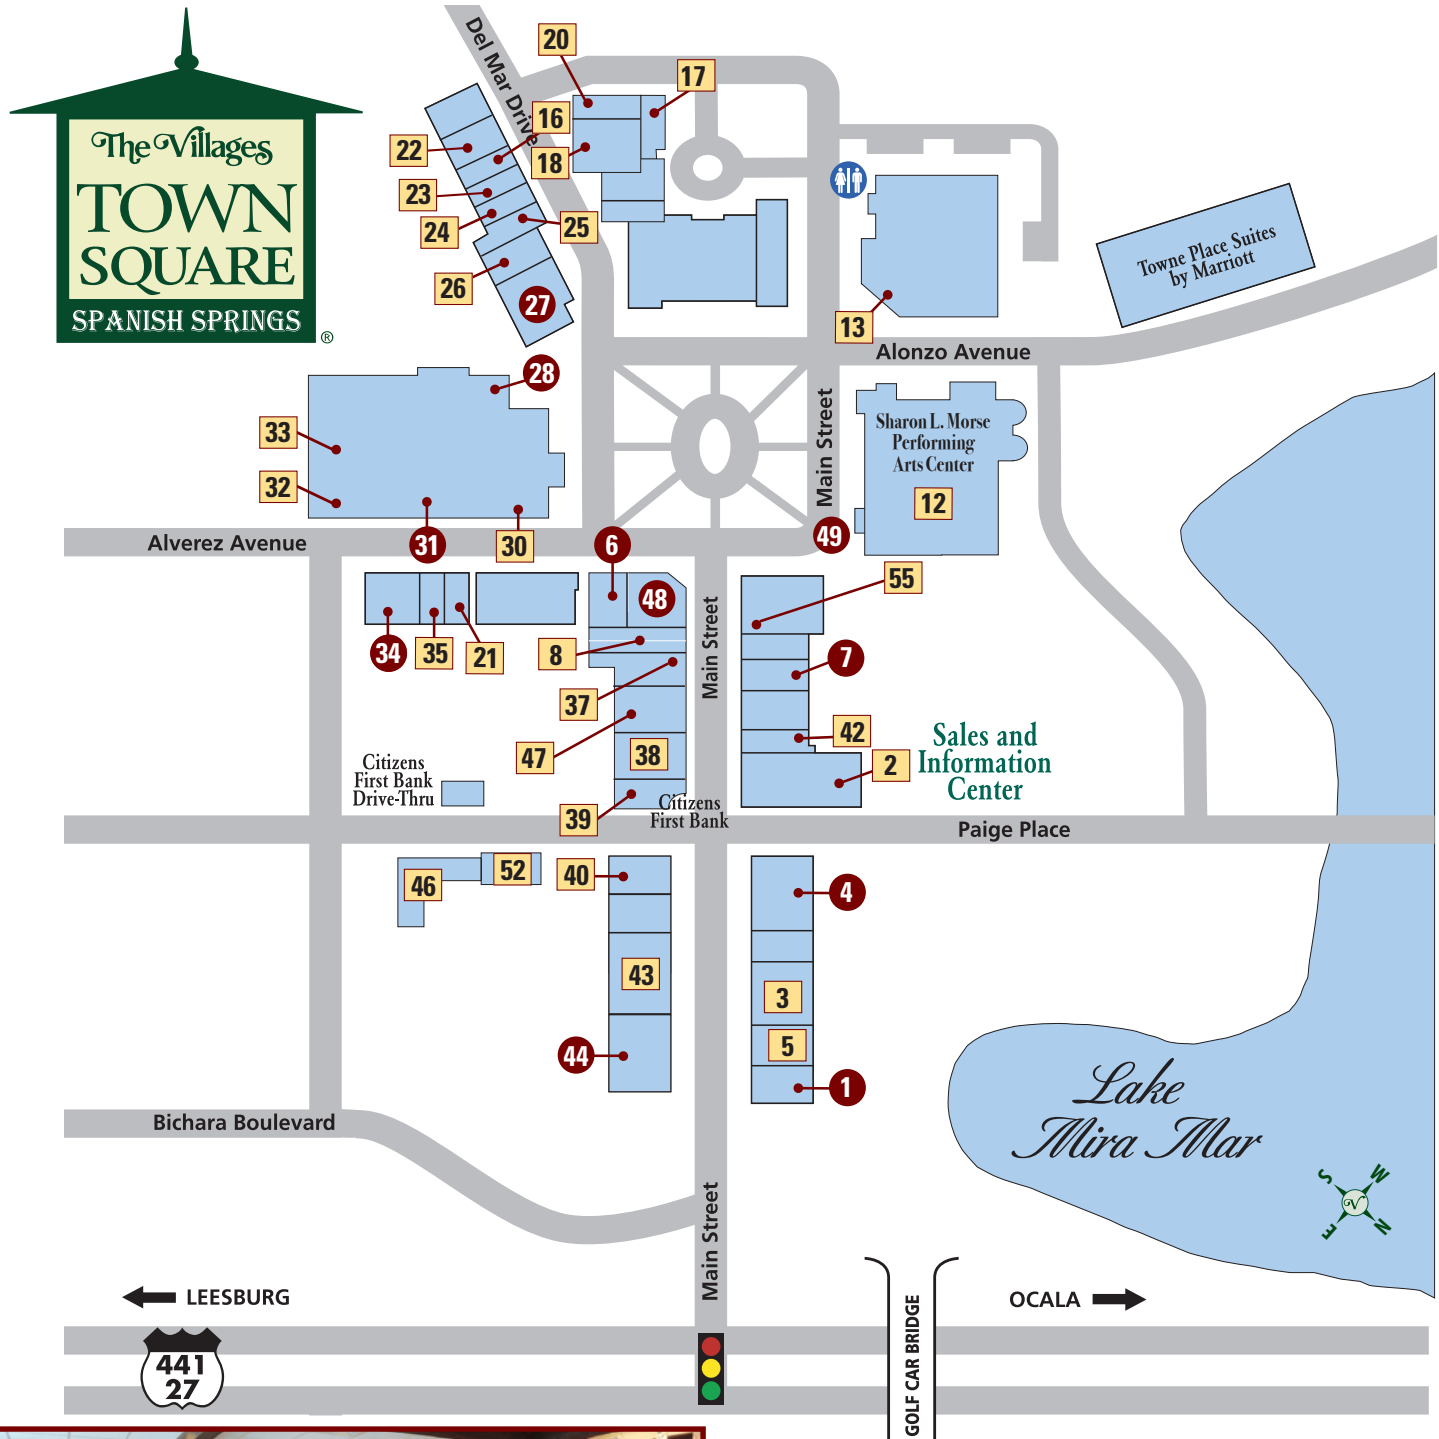 The Villages
TOWN
SQUARE
SPANISH SPRINGS
®
Del Mar Drive
20
17
16
22
18
23
24
25
26
27
13
Towne Place Suites
by Marriott
Alonzo Avenue
28
33
32
Main Street
Sharon L. Morse
Performing
Arts Center
12
Alverez Avenue
31
30
6
49
55
48
34
35
21
8
Main Street
7
37
47
38
42
2
Sales and
Information
Center
Citizens
First Bank
Drive-Thru
39
Citizens
First Bank
Paige Place
46
52
40
4
43
3
5
44
1
Lake
Mira Mar
Bichara Boulevard
S
W
V
E
N
Main Street
LEESBURG
OCALA
GOLF CAR BRIDGE
441
27